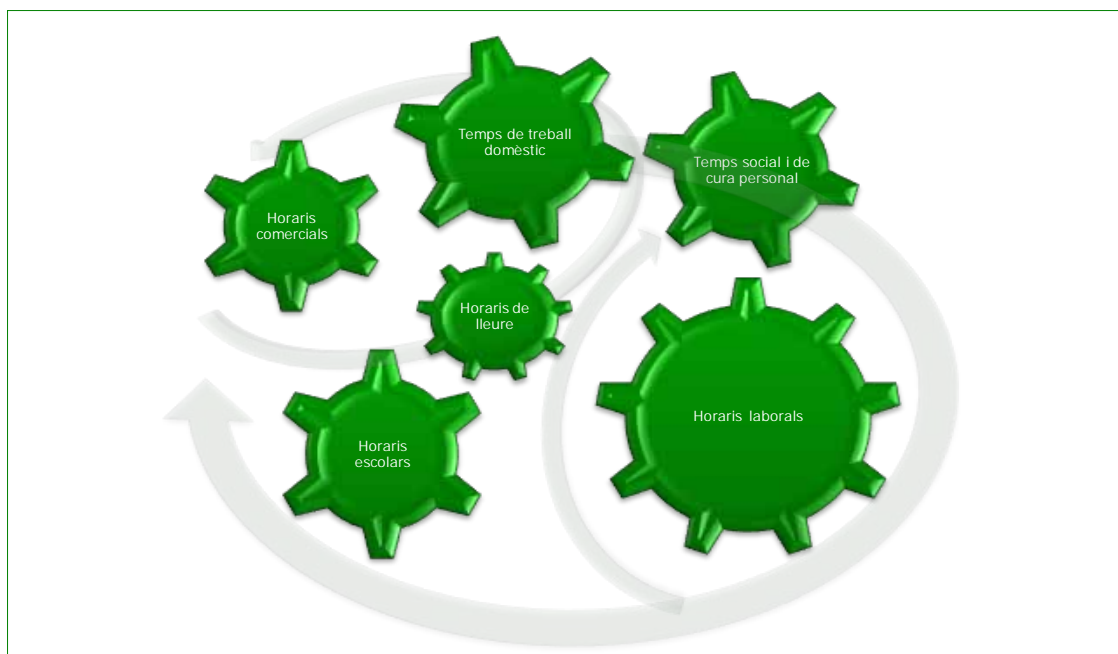 Temps de treball
domèstic
Temps social i de
cura personal
Horaris
comercials
Horaris de
lleure
Horaris laborals
Horaris
escolars